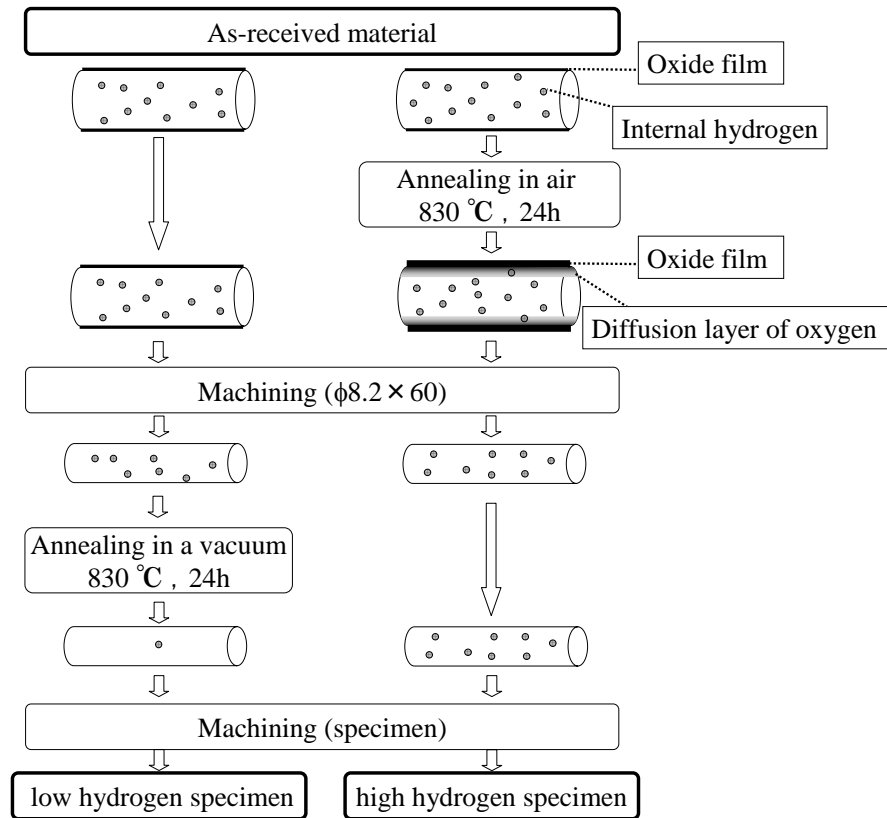 As-received material
Oxide film
Internal hydrogen
Annealing in air
830 ℃ , 24h
Oxide film
Diffusion layer of oxygen
Machining (ϕ8.2 × 60)
Annealing in a vacuum
830 ℃ , 24h
Machining (specimen)
low hydrogen specimen
high hydrogen specimen